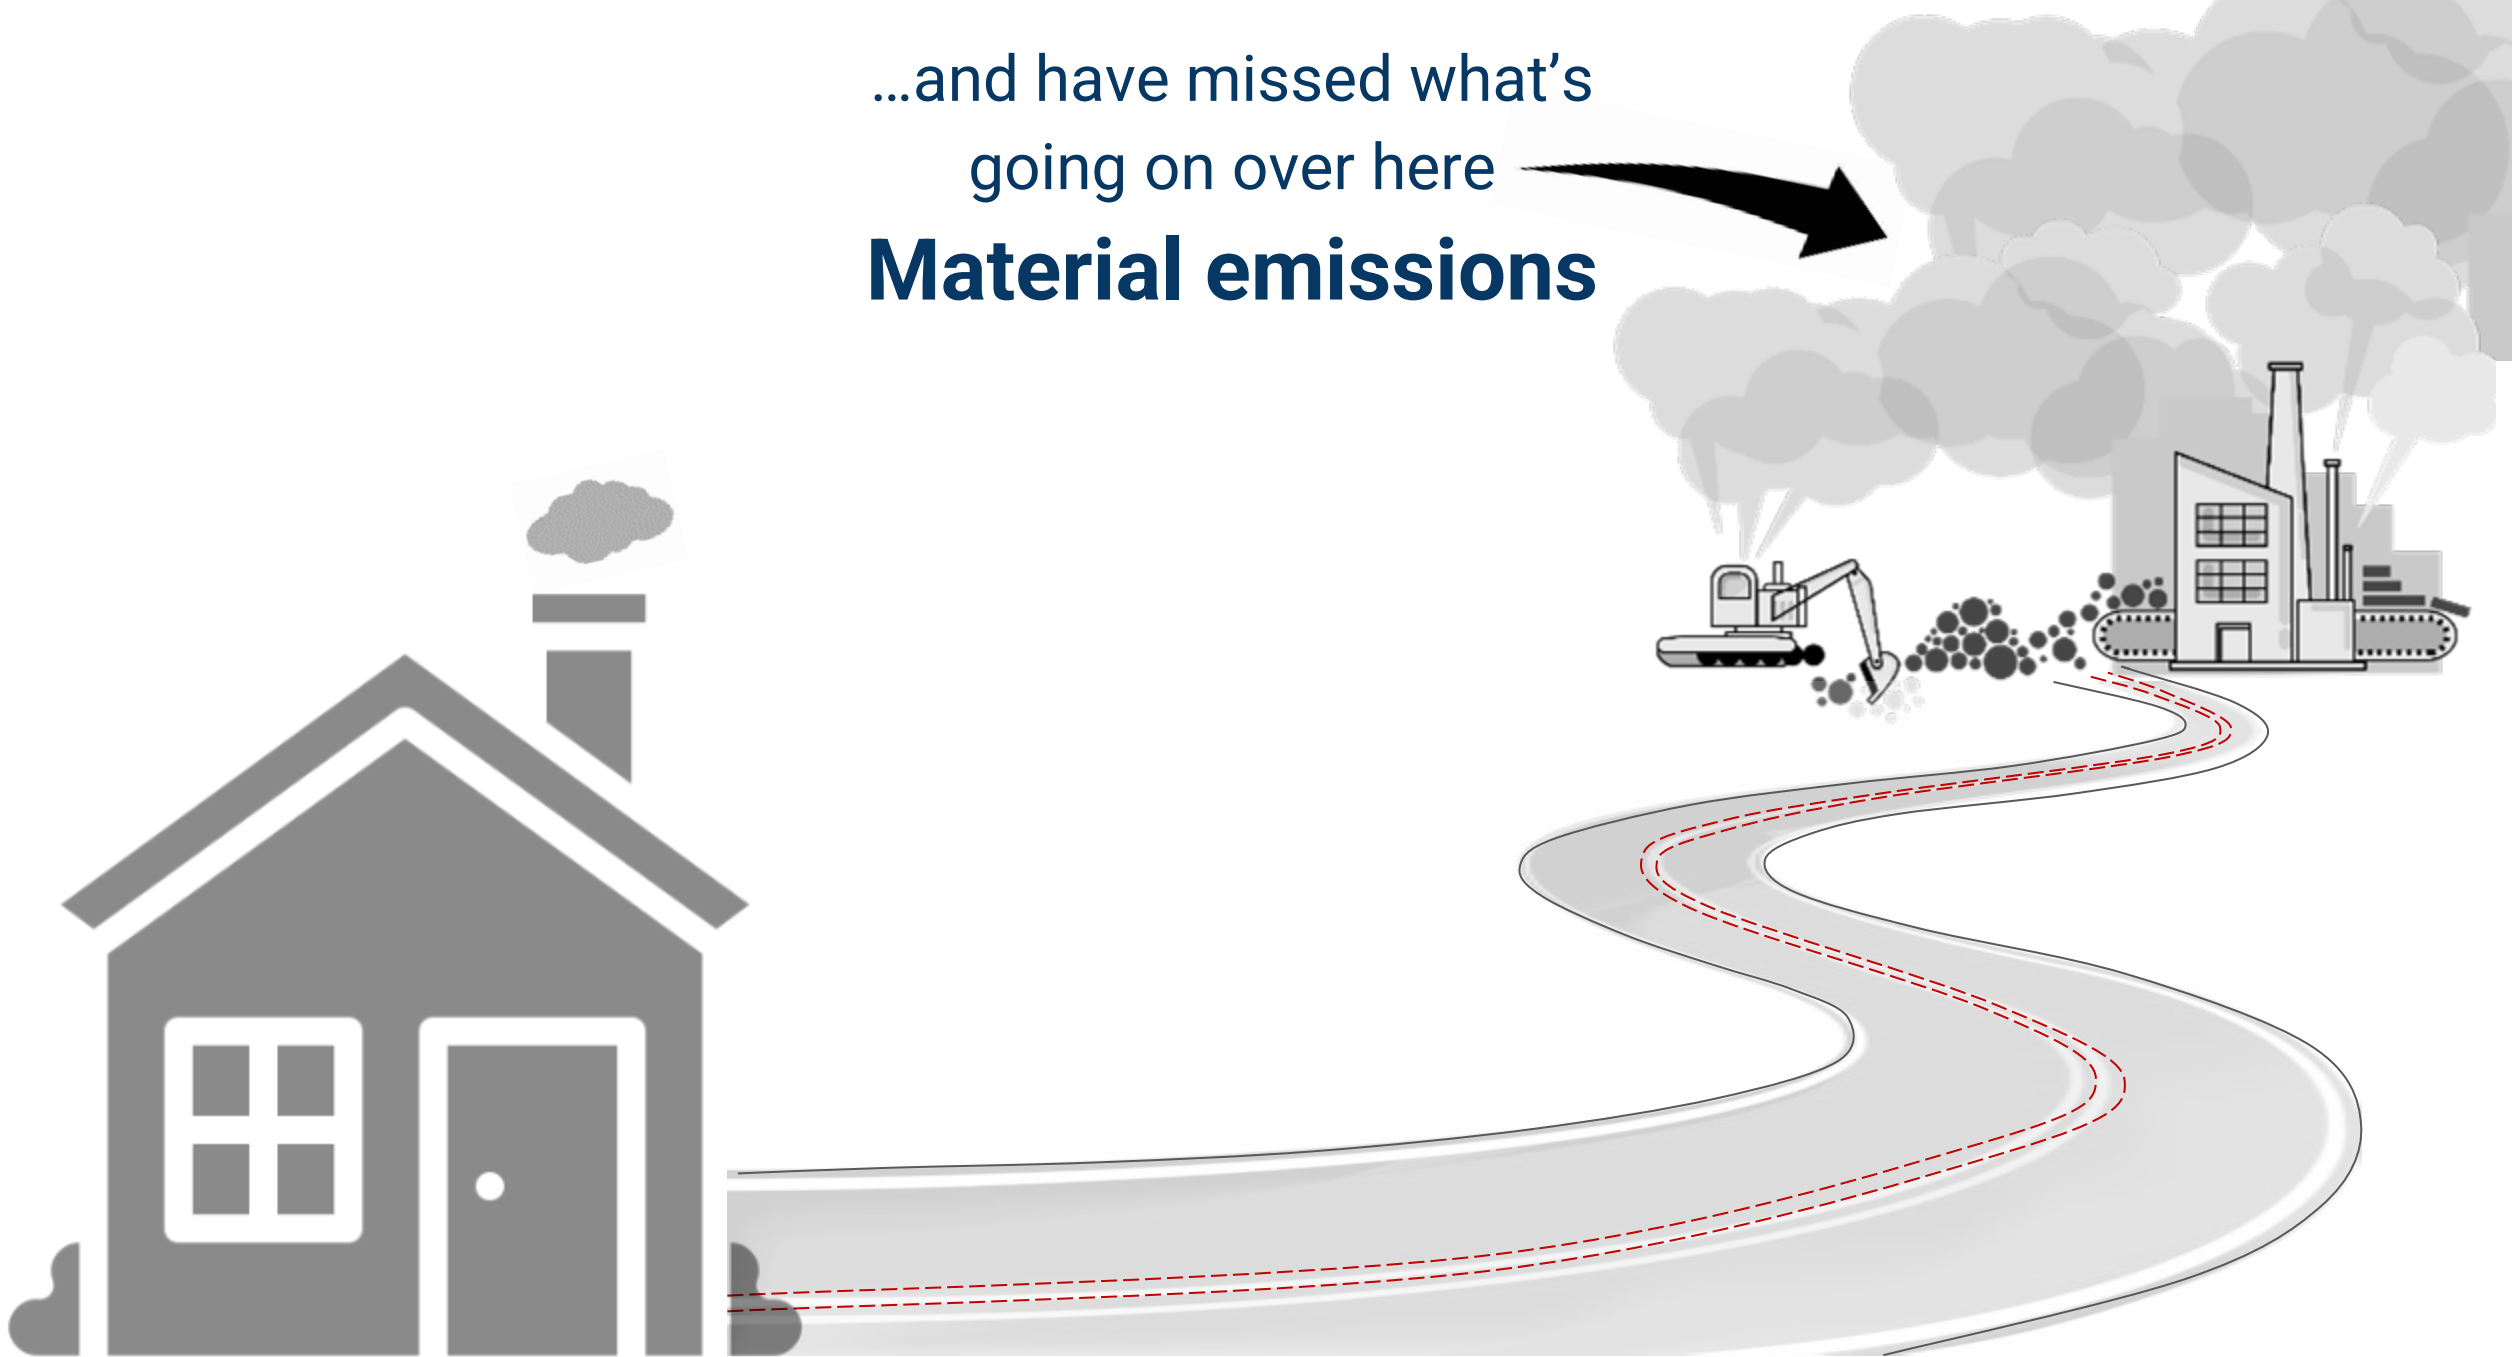 …and have missed what’s
going on over here
Material emissions